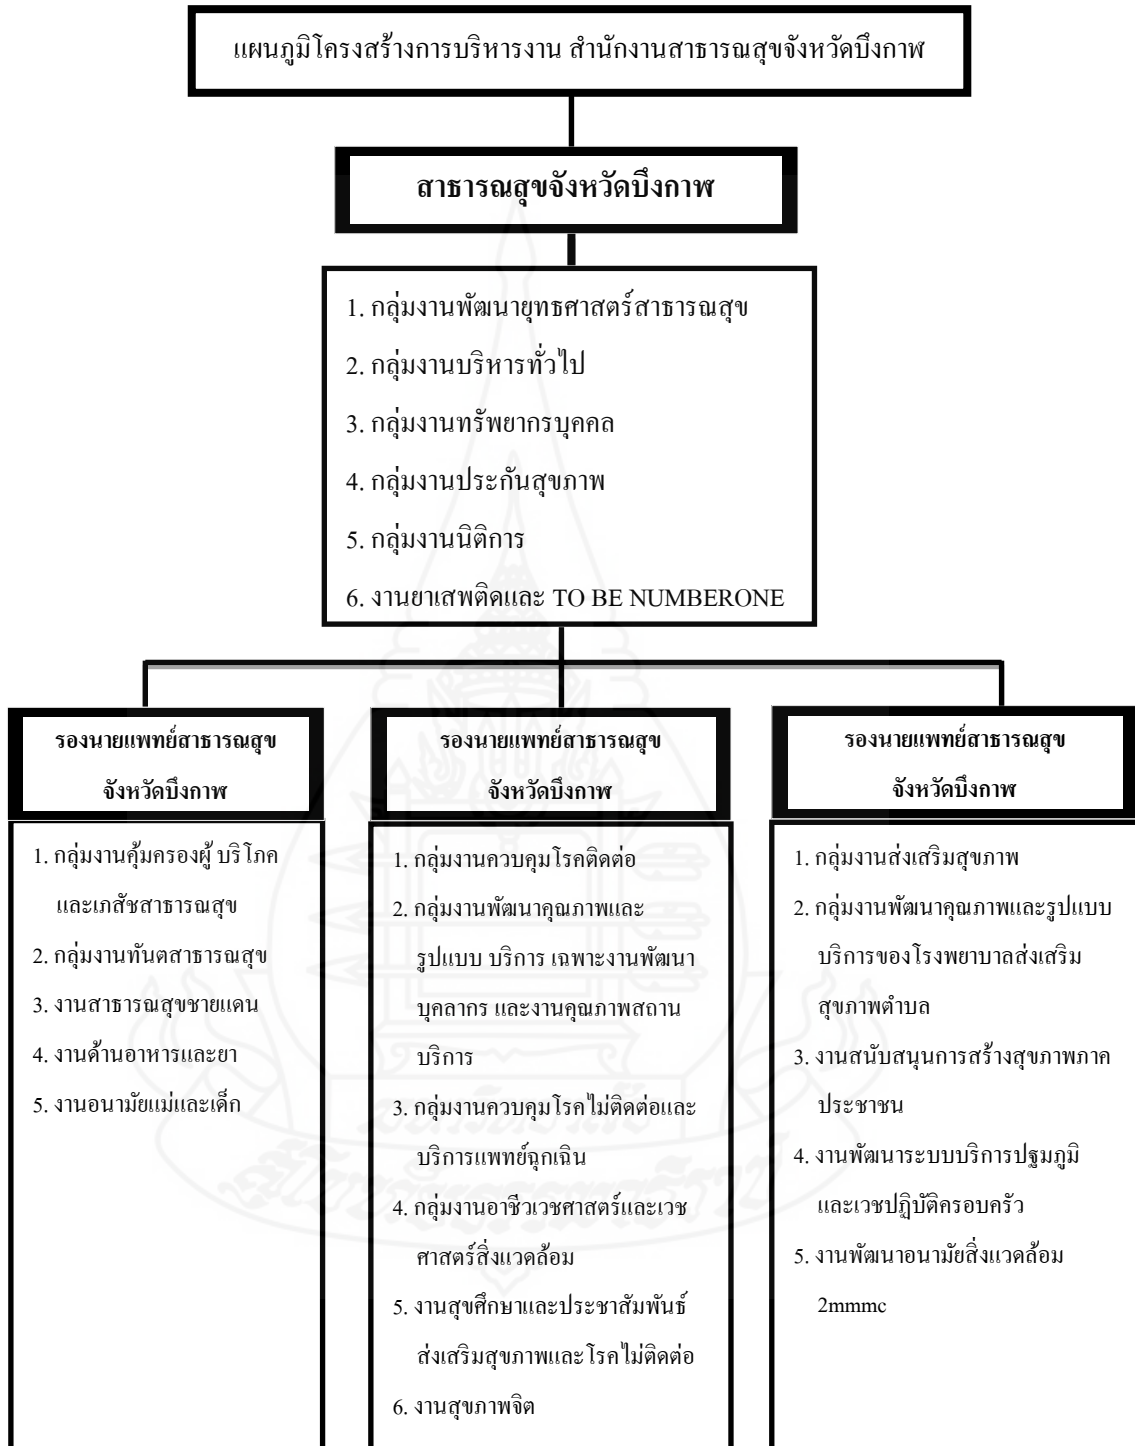 แผนภูมิโครงสร้างการบริหารงาน สำนักงานสาธารณสุขจังหวัดบึงกาฬ
สาธารณสุขจังหวัดบึงกาฬ
1. กลุ่มงานพัฒนายุทธศาสตร์สาธารณสุข
2. กลุ่มงานบริหารทั่วไป
3. กลุ่มงานทรัพยากรบุคคล
4. กลุ่มงานประกันสุขภาพ
5. กลุ่มงานนิติการ
6. งานยาเสพติดและ TO BE NUMBERONE
รองนายแพทย์สาธารณสุข
จังหวัดบึงกาฬ
1. กลุ่มงานคุ้มครองผู้ บริโภค
และเภสัชสาธารณสุข
2. กลุ่มงานทันตสาธารณสุข
3. งานสาธารณสุขชายแดน
4. งานด้านอาหารและยา
5. งานอนามัยแม่และเด็ก
รองนายแพทย์สาธารณสุข
จังหวัดบึงกาฬ
1. กลุ่มงานควบคุมโรคติดต่อ
2. กลุ่มงานพัฒนาคุณภาพและ
รูปแบบ บริการ เฉพาะงานพัฒนา
บุคลากร และงานคุณภาพสถาน
บริการ
3. กลุ่มงานควบคุมโรคไม่ติดต่อและ
บริการแพทย์ฉุกเฉิน
4. กลุ่มงานอาชีวเวชศาสตร์และเวช
ศาสตร์สิ่งแวดล้อม
5. งานสุขศึกษาและประชาสัมพันธ์
ส่งเสริมสุขภาพและโรคไม่ติดต่อ
6. งานสุขภาพจิต
รองนายแพทย์สาธารณสุข
จังหวัดบึงกาฬ
1. กลุ่มงานส่งเสริมสุขภาพ
2. กลุ่มงานพัฒนาคุณภาพและรูปแบบ
บริการของโรงพยาบาลส่งเสริม
สุขภาพตำบล
3. งานสนับสนุนการสร้างสุขภาพภาค
ประชาชน
4. งานพัฒนาระบบบริการปฐมภูมิ
และเวชปฏิบัติครอบครัว
5. งานพัฒนาอนามัยสิ่งแวดล้อม
2mmmc
มหาวิทยาลัย
สุโขทัยธรรมาธิราช